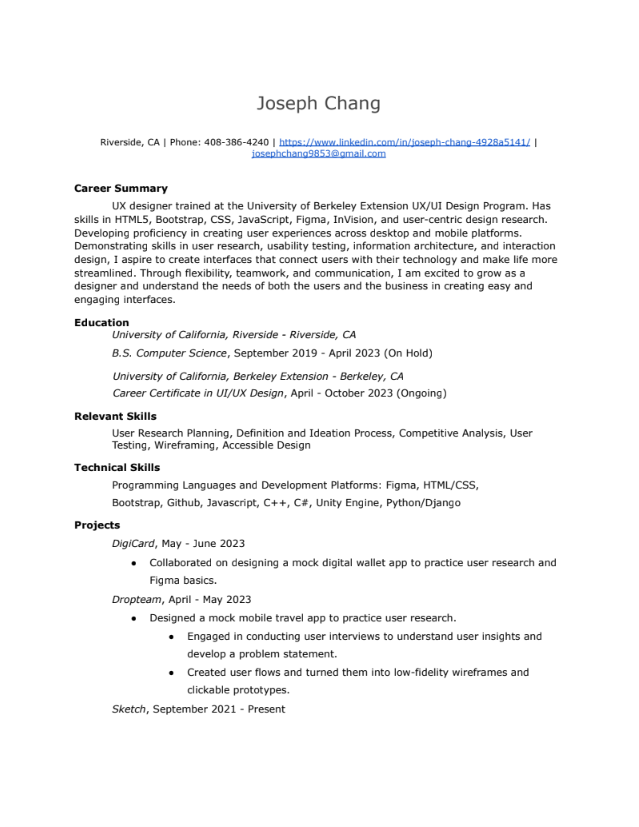 Joseph Chang
Riverside, CA | Phone: 408-386-4240 | https://www.linkedin.com/in/joseph-chang-4928a5141/ |
josephchang9853@gmail.com
Career Summary
UX designer trained at the University of Berkeley Extension UX/UI Design Program. Has
skills in HTML5, Bootstrap, CSS, JavaScript, Figma, InVision, and user-centric design research.
Developing proficiency in creating user experiences across desktop and mobile platforms.
Demonstrating skills in user research, usability testing, information architecture, and interaction
design, I aspire to create interfaces that connect users with their technology and make life more
streamlined. Through flexibility, teamwork, and communication, I am excited to grow as a
designer and understand the needs of both the users and the business in creating easy and
engaging interfaces.
Education
University of California, Riverside - Riverside, CA
B.S. Computer Science, September 2019 - April 2023 (On Hold)
University of California, Berkeley Extension - Berkeley, CA
Career Certificate in UI/UX Design, April - October 2023 (Ongoing)
Relevant Skills
User Research Planning, Definition and Ideation Process, Competitive Analysis, User
Testing, Wireframing, Accessible Design
Technical Skills
Programming Languages and Development Platforms: Figma, HTML/CSS,
Bootstrap, Github, Javascript, C++, C#, Unity Engine, Python/Django
Projects
DigiCard, May - June 2023
● Collaborated on designing a mock digital wallet app to practice user research and
Figma basics.
Dropteam, April - May 2023
● Designed a mock mobile travel app to practice user research.
● Engaged in conducting user interviews to understand user insights and
develop a problem statement.
● Created user flows and turned them into low-fidelity wireframes and
clickable prototypes.
Sketch, September 2021 - Present